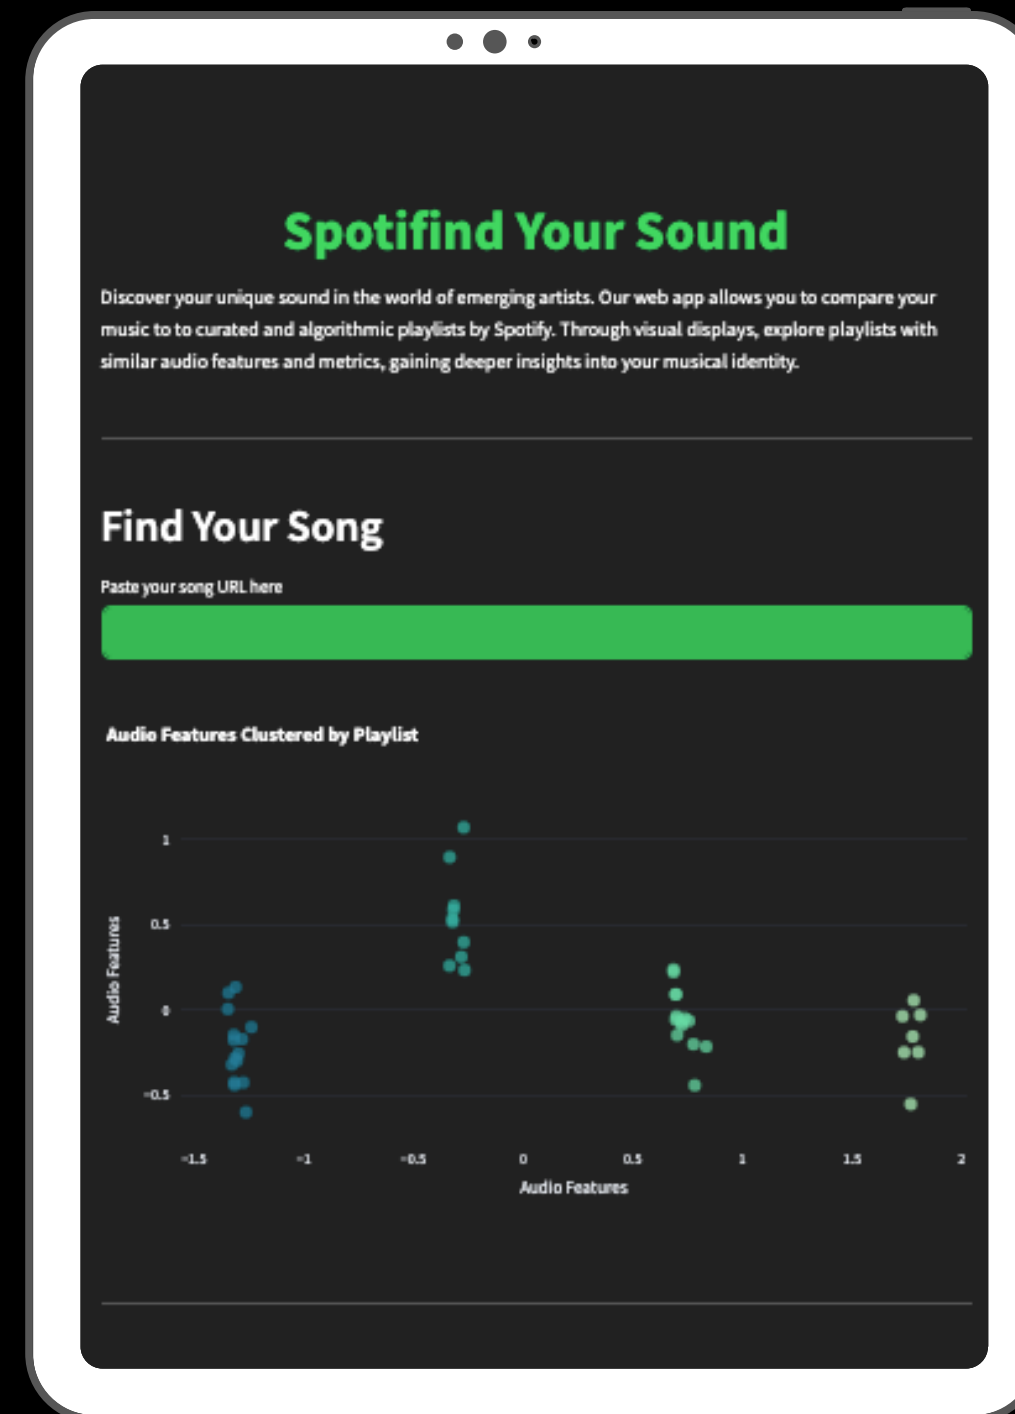 Spotifind Your Sound
Discover your unique sound in the world of emerging artists. Our web app allows you to compare your
music to to curated and algorithmic playlists by Spotify. Through visual displays, explore playlists with
similar audio features and metrics, gaining deeper insights into your musical identity.
Find Your Song
Paste your song URL here
Audio Features Clustered by Playlist
1
0.5
0
−0.5
Audio Features
−1.5 −1 −0.5 0 0.5 1 1.5 2
Audio Features